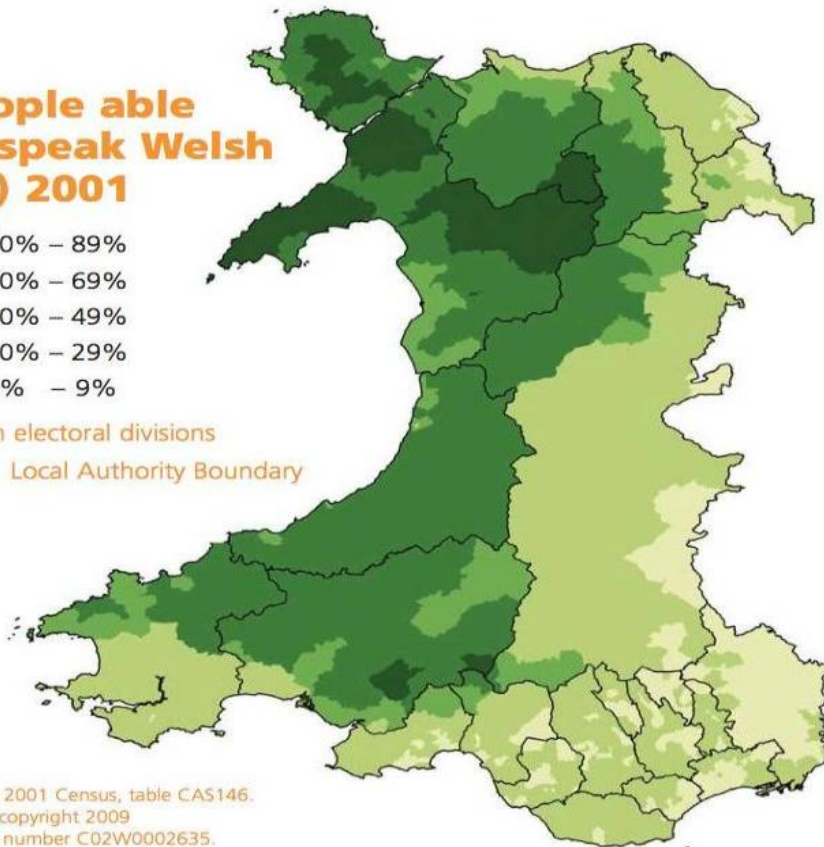 ople able
speak Welsh
) 2001
0% – 89%
0% – 69%
0% – 49%
0% – 29%
% – 9%
n electoral divisions
Local Authority Boundary
2001 Census, table CAS146.
copyright 2009
number C02W0002635.